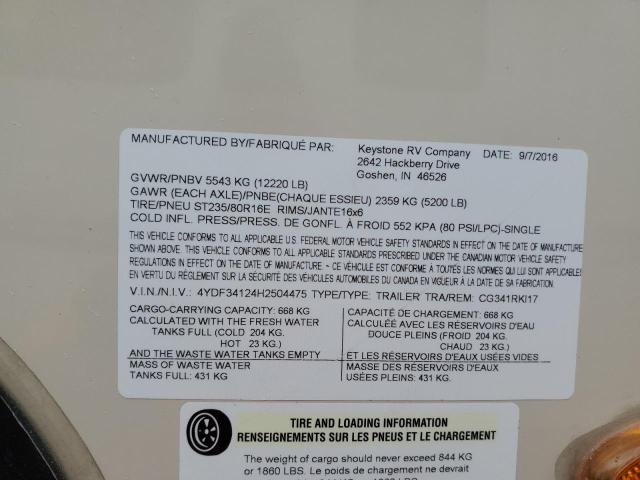 MANUFACTURED BY/FABRIQUÉ PAR: Keystone RV Company DATE: 9/7/2016
2642 Hackberry Drive
Goshen, IN 46526
GVWR/PNBV 5543 KG (12220 LB)
GAWR (EACH AXLE)/PNBE(CHAQUE ESSIEU) 2359 KG (5200 LB)
TIRE/PNEU ST235/80R16E RIMS/JANTE16x6
COLD INFL. PRESS/PRESS. DE GONFL. À FROID 552 KPA (80 PSI/LPC)-SINGLE
THIS VEHICLE CONFORMS TO ALL APPLICABLE U.S. FEDERAL MOTOR VEHICLE SAFETY STANDARDS IN EFFECT ON THE DATE OF MANUFACTURE
SHOWN ABOVE. / THIS VEHICLE CONFORMS TO ALL APPLICABLE STANDARDS PRESCRIBED UNDER THE CANADIAN MOTOR VEHICLE SAFETY
REGULATIONS IN EFFECT ON THE DATE OF MANUFACTURE / CE VÉHICULE EST CONFORME À TOUTES LES NORMES QUI LUI SONT APPLICABLES
EN VERTU DU RÈGLEMENT SUR LA SÉCURITÉ DES VÉHICULES AUTOMOBILES DU CANADA EN VIGUEUR À LA DATE DE SA FABRICATION.
V.I.N./N.I.V.: 4YDF34124H2504475 TYPE/TYPE: TRAILER TRA/REM: CG341RKI17
CARGO-CARRYING CAPACITY: 668 KG
CALCULATED WITH THE FRESH WATER
TANKS FULL (COLD 204 KG
HOT 23 KG.)
AND THE WASTE WATER TANKS EMPTY
MASS OF WASTE WATER
TANKS FULL: 431 KG
CAPACITÉ DE CHARGEMENT: 668 KG
CALCULÉE AVEC LES RÉSERVOIRS D'EAU
DOUCE PLEINS (FROID 204 KG
CHAUD 23 KG.)
ET LES RÉSERVOIRS D'EAUX USÉES VIDES
MASSE DES RÉSERVOIRS D'EAUX
USÉES PLEINS: 431 KG.
TIRE AND LOADING INFORMATION
RENSEIGNEMENTS SUR LES PNEUS ET LE CHARGEMENT
The weight of cargo should never exceed 844 KG
or 1860 LBS. Le poids de chargement ne devrait